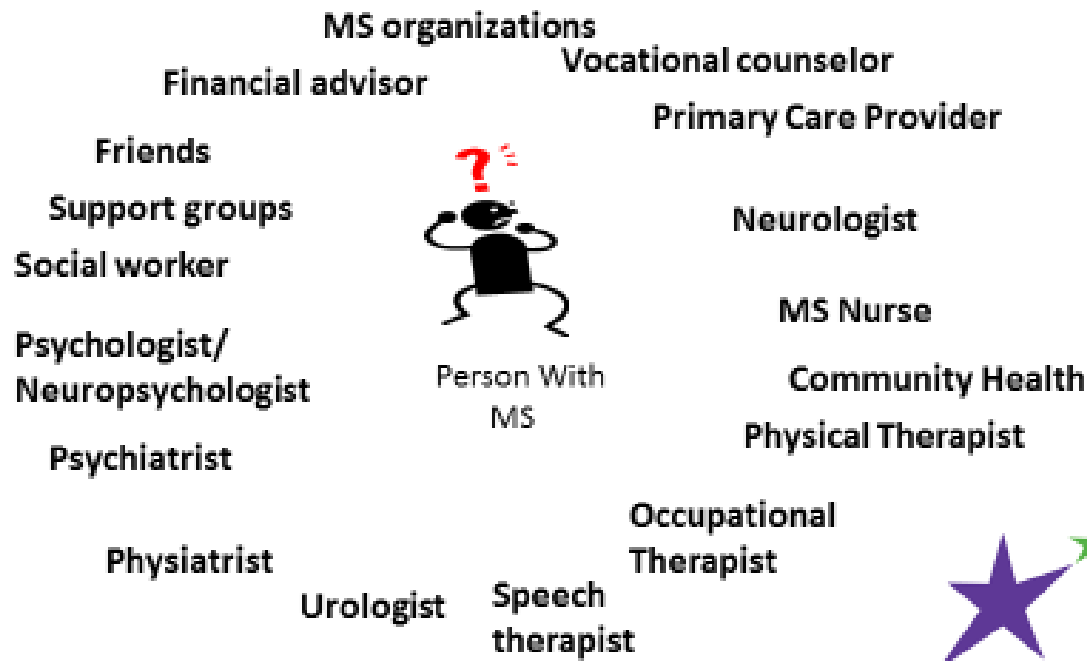 MS organizations
Vocational counselor
Financial advisor
Primary Care Provider
Friends
Support groups
Neurologist
Social worker
MS Nurse
Psychologist/
Neuropsychologist
Person With
MS
Community Health
Physical Therapist
Psychiatrist
Occupational
Therapist
Physiatrist
Urologist
Speech
therapist
?